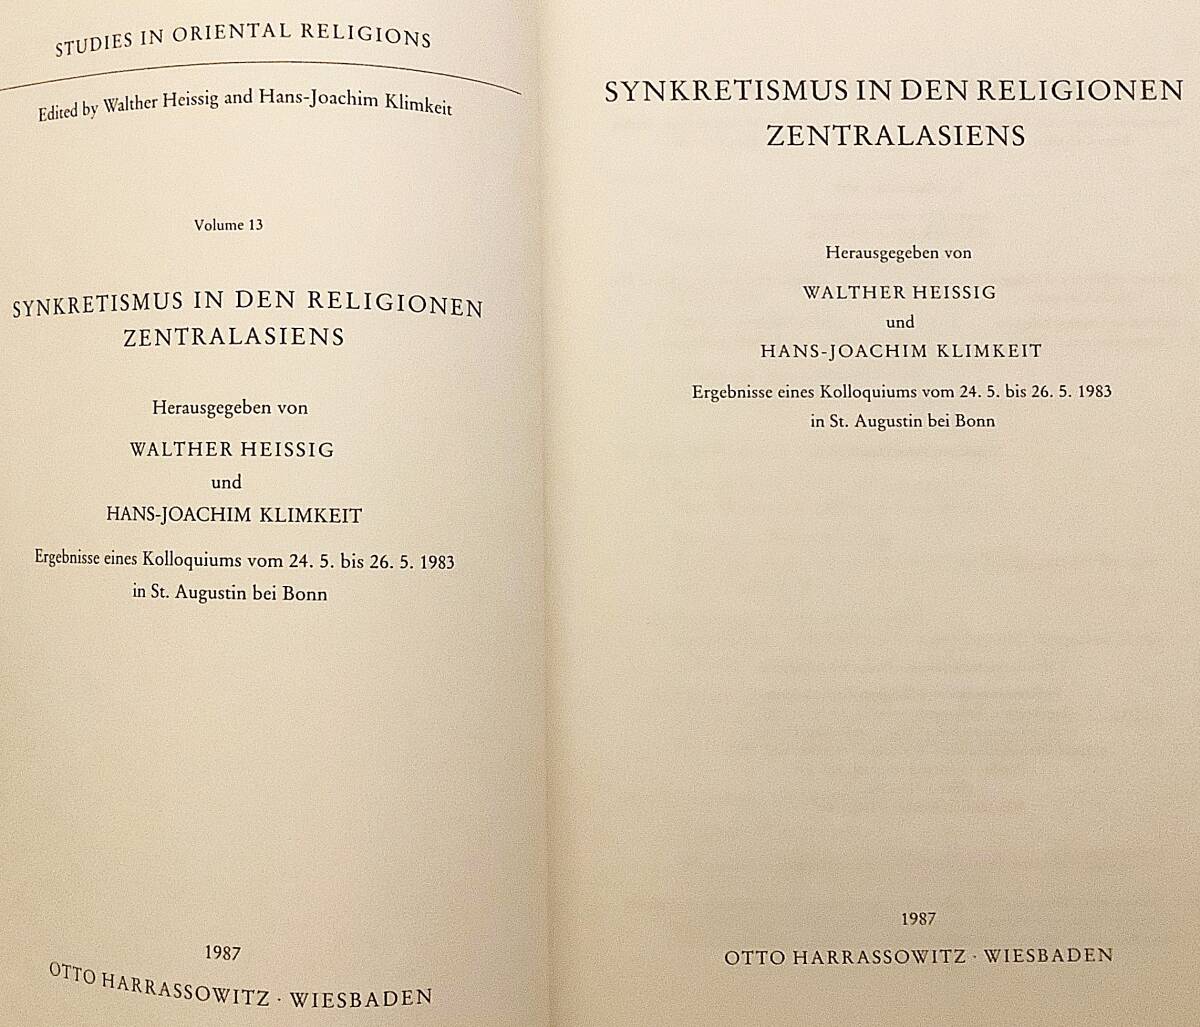 STUDIES IN ORIENTAL RELIGIONS
Edited by Walther Heissig and Hans-Joachim Klimkeit
Volume 13
SYNKRETISMUS IN DEN RELIGIONEN
ZENTRALASIENS
Herausgegeben von
WALTHER HEISSIG
und
HANS-JOACHIM KLIMKEIT
Ergebnisse eines Kolloquiums vom 24. 5. bis 26. 5. 1983
in St. Augustin bei Bonn
1987
OTTO HARRASSOWITZ · WIESBADEN
SYNKRETISMUS IN DEN RELIGIONEN
ZENTRALASIENS
Herausgegeben von
WALTHER HEISSIG
und
HANS-JOACHIM KLIMKEIT
Ergebnisse eines Kolloquiums vom 24. 5. bis 26. 5. 1983
in St. Augustin bei Bonn
1987
OTTO HARRASSOWITZ · WIESBADEN